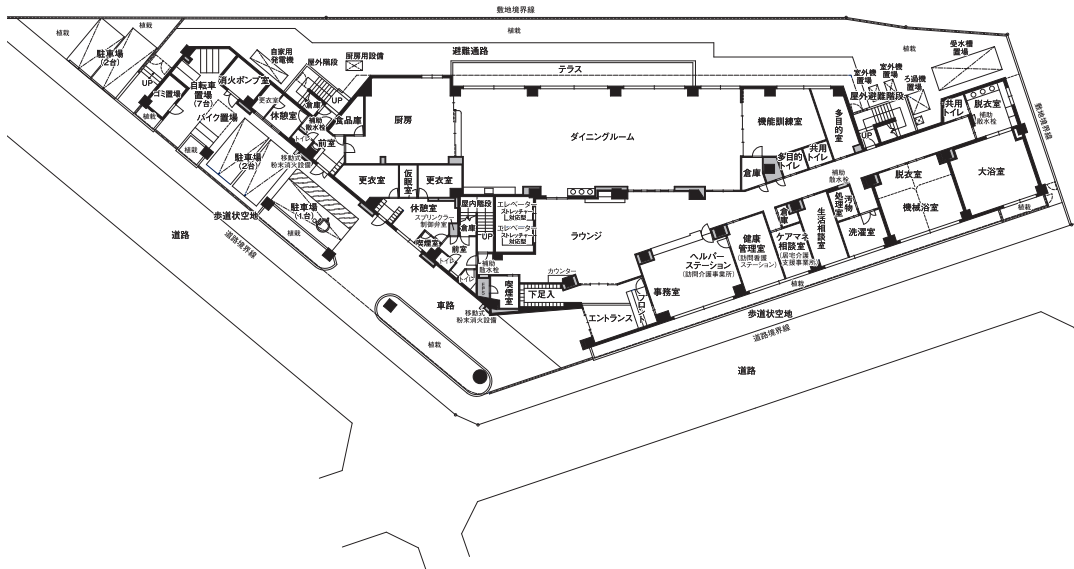 敷地境界線
植栽
植栽
植栽
植栽
駐車場
(2台)
避難通路
テラス
自家用
発電機
厨房用設備
屋外階段
UP
受水槽
置場
室外機
置場
室外機
置場
ろ過機
置場
屋外避難階段
UP
敷地境界線
UP
ゴミ置場
自転車
置場
(7台)
消火ポンプ室
バイク置場
植栽
植栽
更衣室
休憩室
倉庫
補助
散水栓
トイレ
前室
食品庫
厨房
ダイニングルーム
機能訓練室
多目的室
多目的
トイレ
共用
トイレ
倉庫
共用
トイレ
脱衣室
補助
散水栓
大浴室
脱衣室
機械浴室
補助
散水栓
汚物
処理室
洗濯室
植栽
駐車場
(2台)
移動式
粉末消火設備
駐車場
(1台)
植栽
歩道状空地
道路境界線
道路
更衣室
仮眠室
更衣室
休憩室
スプリンクラー
制御弁室
喫煙室
トイレ
前室
トイレ
屋内階段
倉庫
UP
補助
散水栓
エレベーター
ストレッチャー
対応型
エレベーター
ストレッチャー
対応型
ラウンジ
カウンター
喫煙室
下足入
移動式
粉末消火設備
エントランス
フロント
事務室
ヘルパー
ステーション
(訪問介護事業所)
健康
管理室
(訪問看護
ステーション)
倉庫
ケアマネ
相談室
(居宅介護
支援事業所)
生活相談室
植栽
歩道状空地
道路境界線
車路
植栽
道路